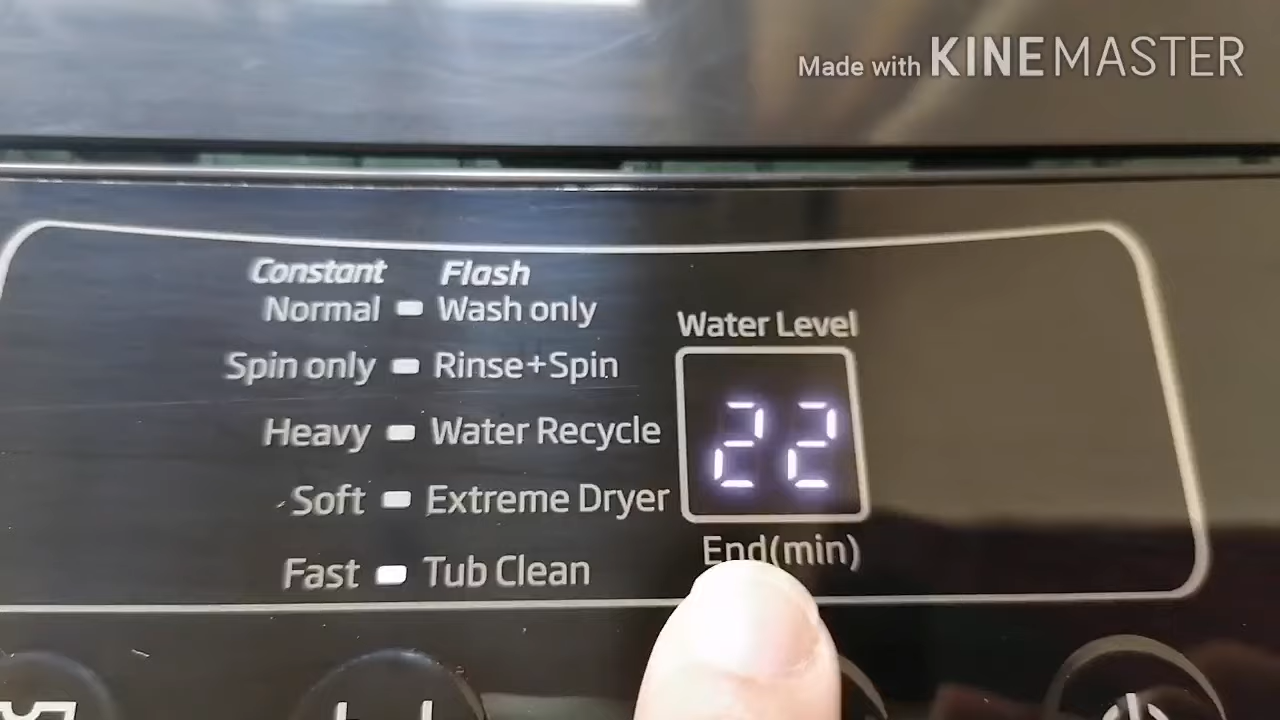 Made with KINEMASTER
Constant Flash
Normal Wash only
Water Level
Spin only Rinse+Spin
22
Heavy Water Recycle
Soft Extreme Dryer
End(min)
Fast Tub Clean